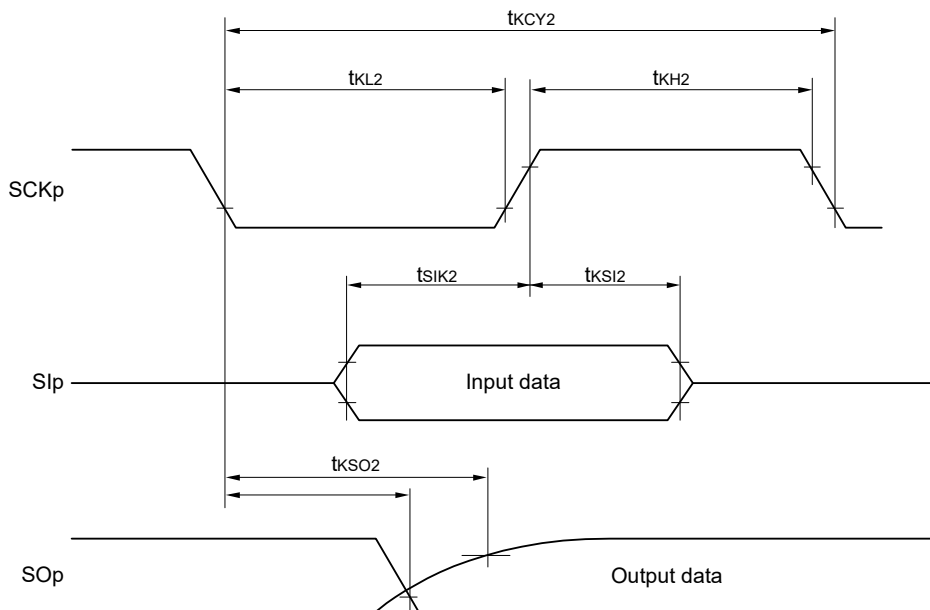 tKCY2
tKL2
tKH2
SCKp
tSIK2
tKSI2
SIp
Input data
tKSO2
SOp
Output data